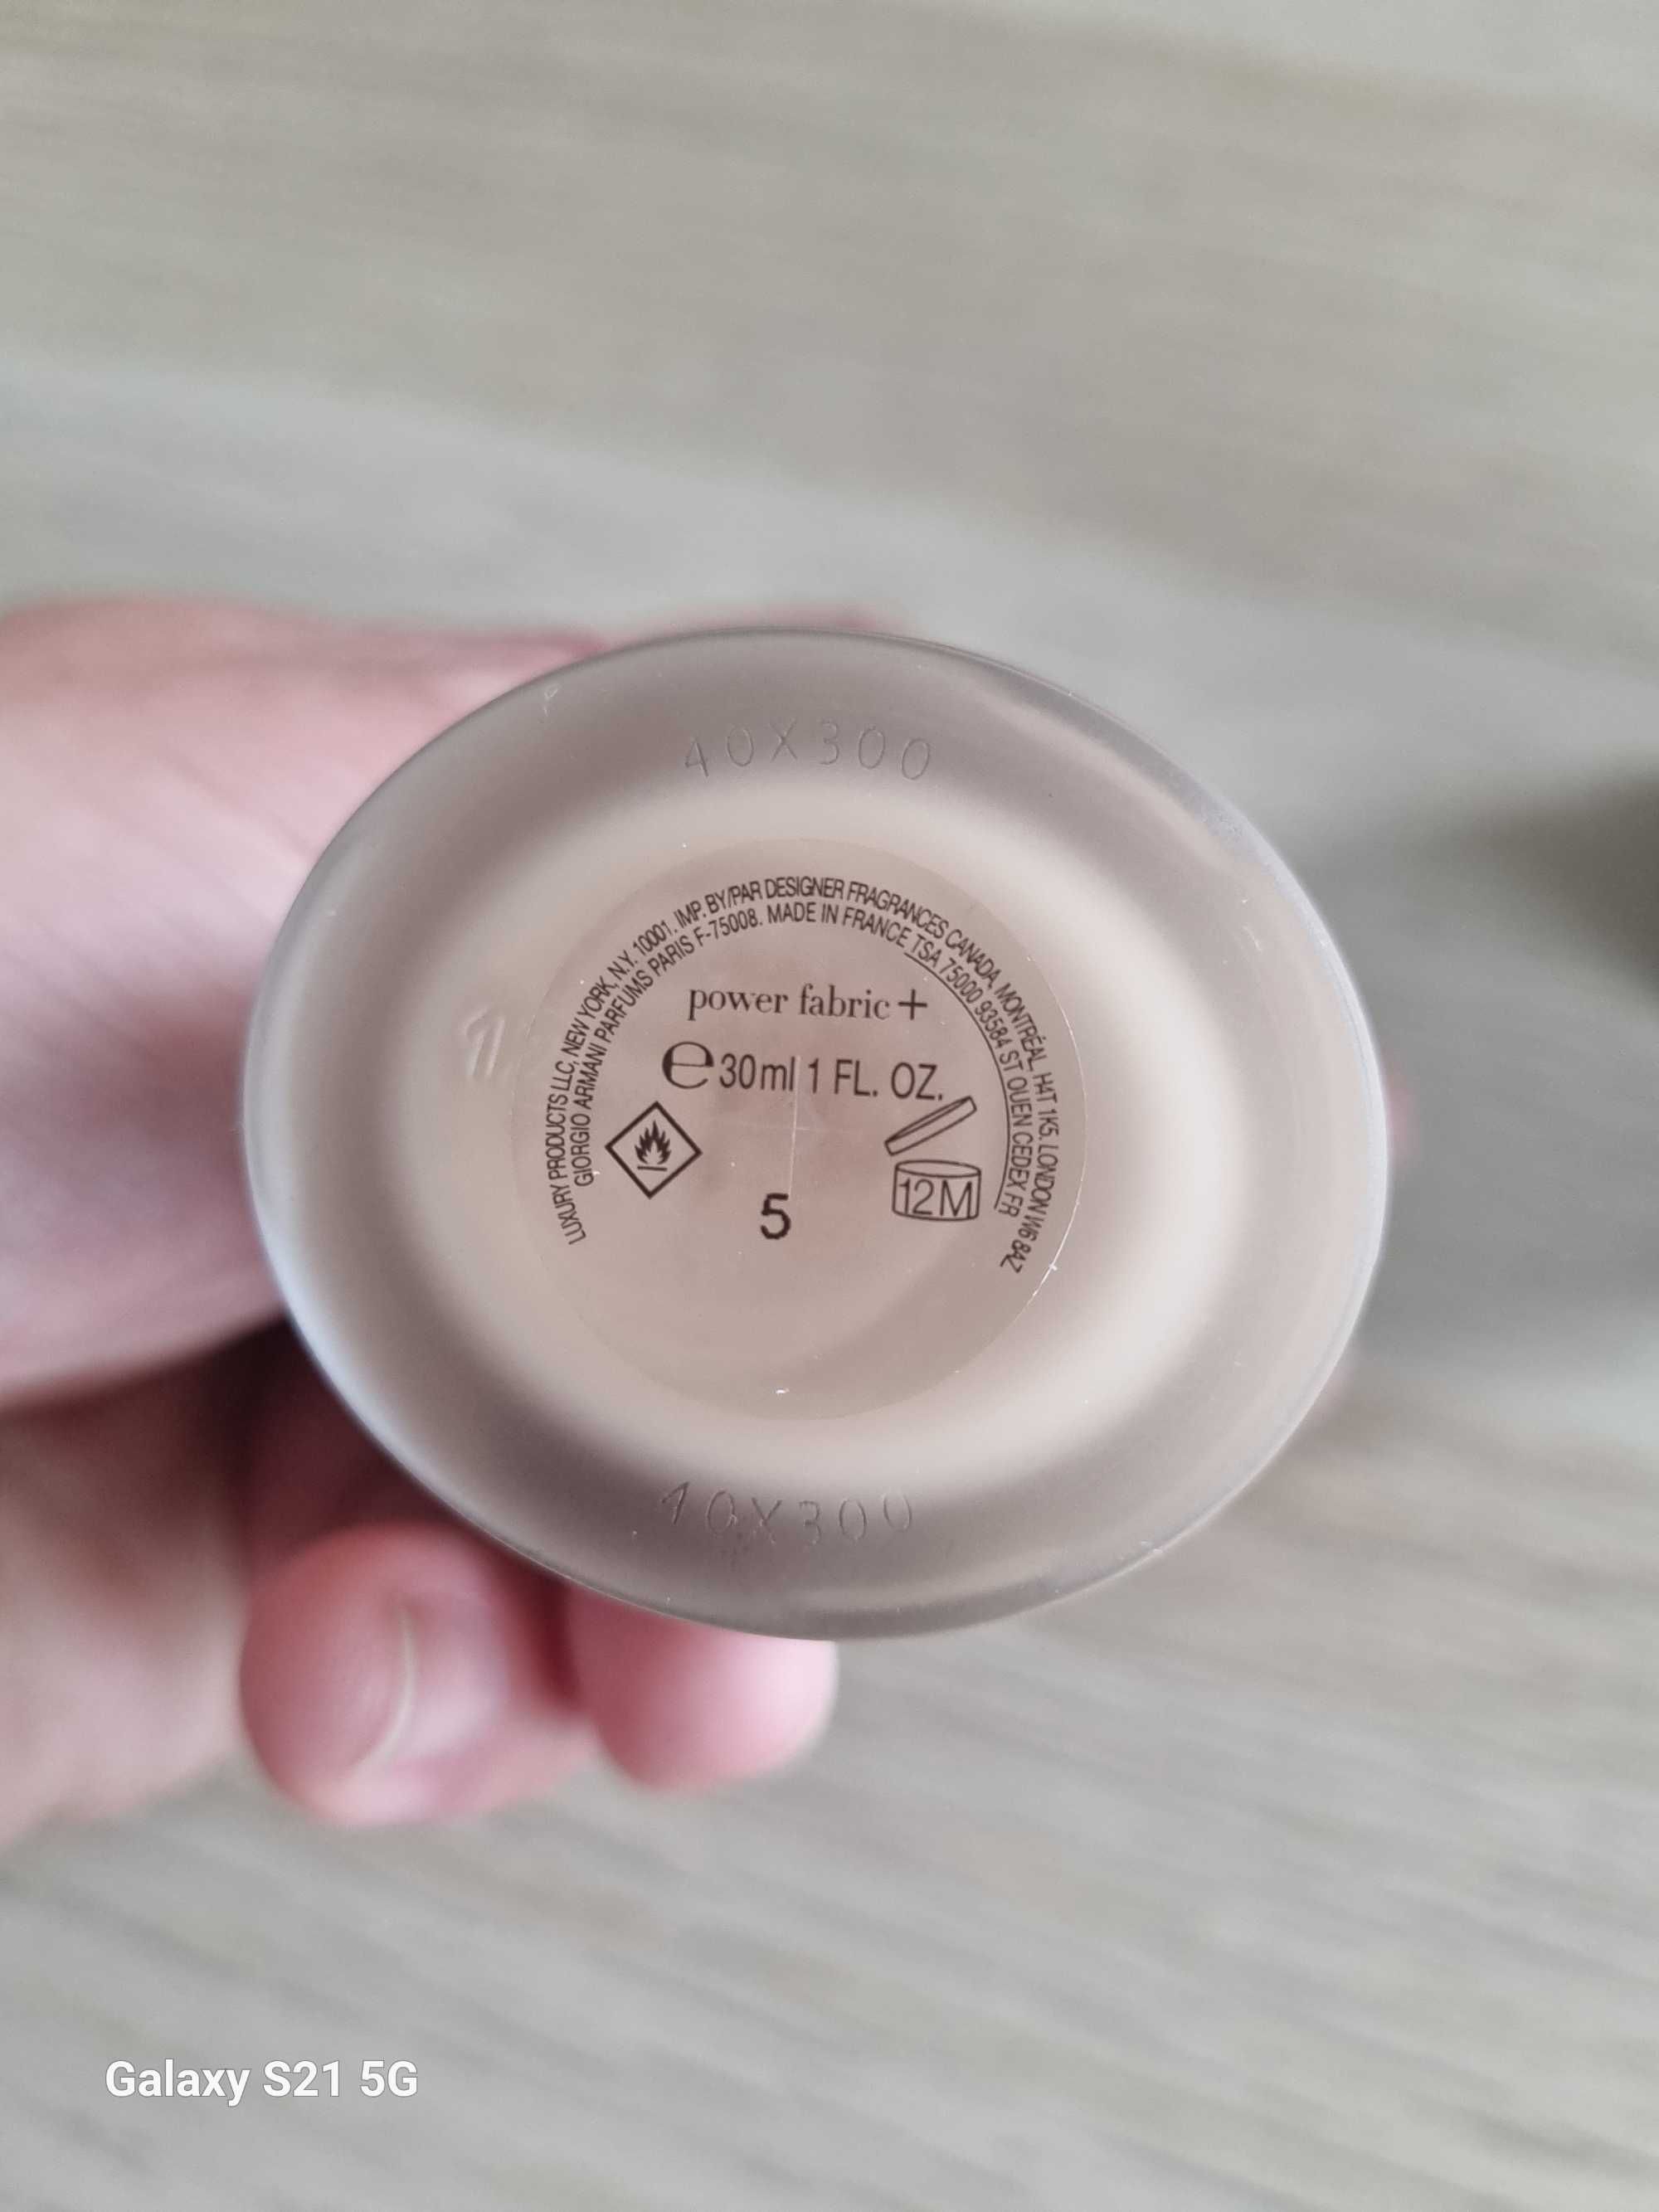 40X300
LUXURY PRODUCTS LLC, NEW YORK, N.Y. 10001. IMP. BY/PAR DESIGNER FRAGRANCES CANADA, MONTRÉAL, H4T 1K5. LONDON W6 8AZ
GIORGIO ARMANI PARFUMS PARIS F-75008. MADE IN FRANCE TSA 75000 93584 ST OUEN CEDEX FR
power fabric+
e 30ml 1 FL. OZ.
12M
5
40X300
Galaxy S21 5G